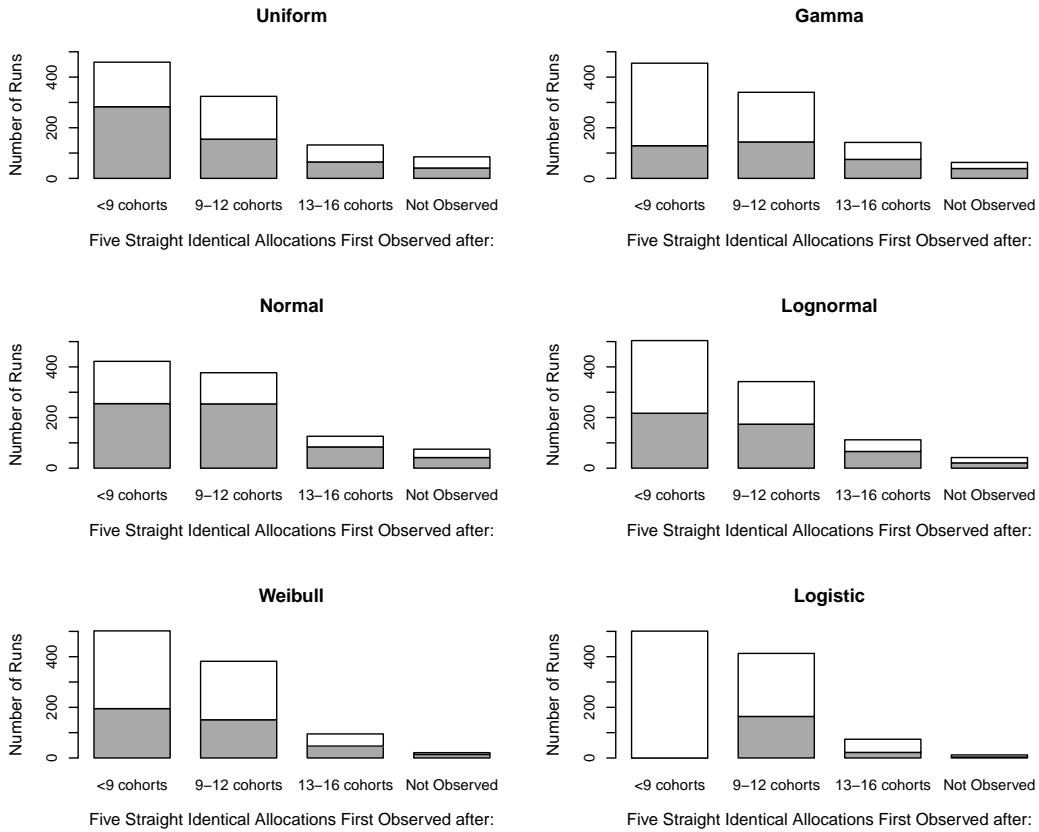 Uniform
Number of Runs
0
200
400
<9 cohorts
9−12 cohorts
13−16 cohorts
Not Observed
Five Straight Identical Allocations First Observed after:
Gamma
Number of Runs
0
200
400
<9 cohorts
9−12 cohorts
13−16 cohorts
Not Observed
Five Straight Identical Allocations First Observed after:
Normal
Number of Runs
0
200
400
<9 cohorts
9−12 cohorts
13−16 cohorts
Not Observed
Five Straight Identical Allocations First Observed after:
Lognormal
Number of Runs
0
200
400
<9 cohorts
9−12 cohorts
13−16 cohorts
Not Observed
Five Straight Identical Allocations First Observed after:
Weibull
Number of Runs
0
200
400
<9 cohorts
9−12 cohorts
13−16 cohorts
Not Observed
Five Straight Identical Allocations First Observed after:
Logistic
Number of Runs
0
200
400
<9 cohorts
9−12 cohorts
13−16 cohorts
Not Observed
Five Straight Identical Allocations First Observed after: